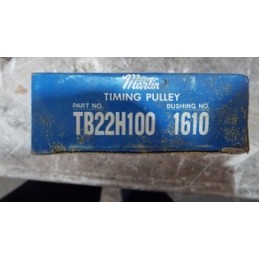 Martin
TIMING PULLEY
PART NO. BUSHING NO.
TB22H100 1610